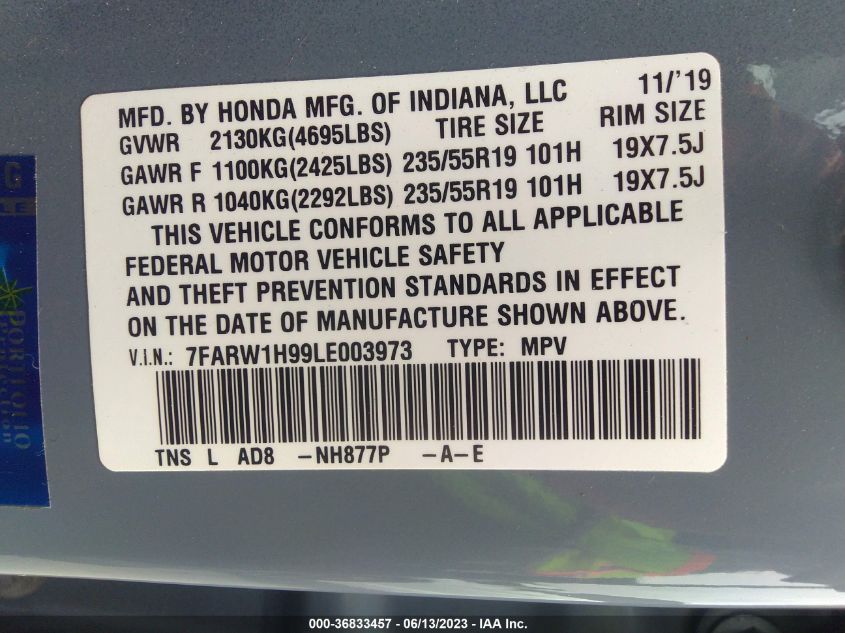 MFD. BY HONDA MFG. OF INDIANA, LLC 11/'19
GVWR 2130KG(4695LBS) TIRE SIZE RIM SIZE
GAWR F 1100KG(2425LBS) 235/55R19 101H 19X7.5J
GAWR R 1040KG(2292LBS) 235/55R19 101H 19X7.5J
THIS VEHICLE CONFORMS TO ALL APPLICABLE
FEDERAL MOTOR VEHICLE SAFETY
AND THEFT PREVENTION STANDARDS IN EFFECT
ON THE DATE OF MANUFACTURE SHOWN ABOVE.
V.I.N.: 7FARW1H99LE003973 TYPE: MPV
TNS L AD8 -NH877P -A-E
G
LE
PORTFOLIO
Protection
000-36833457 - 06/13/2023 - IAA Inc.